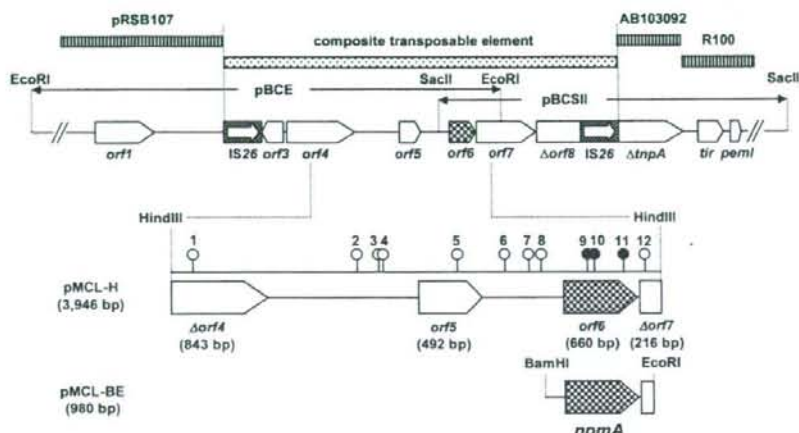 pRSB107 AB103092
composite transposable element R100
EcoRI SacII EcoRI SacII
pBCE pBCSII
orf1 IS26 orf3 orf4 orf5 orf6 orf7 Δorf8 IS26 ΔtnpA tir pemI
HindIII HindIII
1 2 3 4 5 6 7 8 9 10 11 12
pMCL-H
(3,946 bp)
Δorf4 orf5 orf6 Δorf7
(843 bp) (492 bp) (660 bp) (216 bp)
BamHI EcoRI
pMCL-BE
(980 bp)
npmA